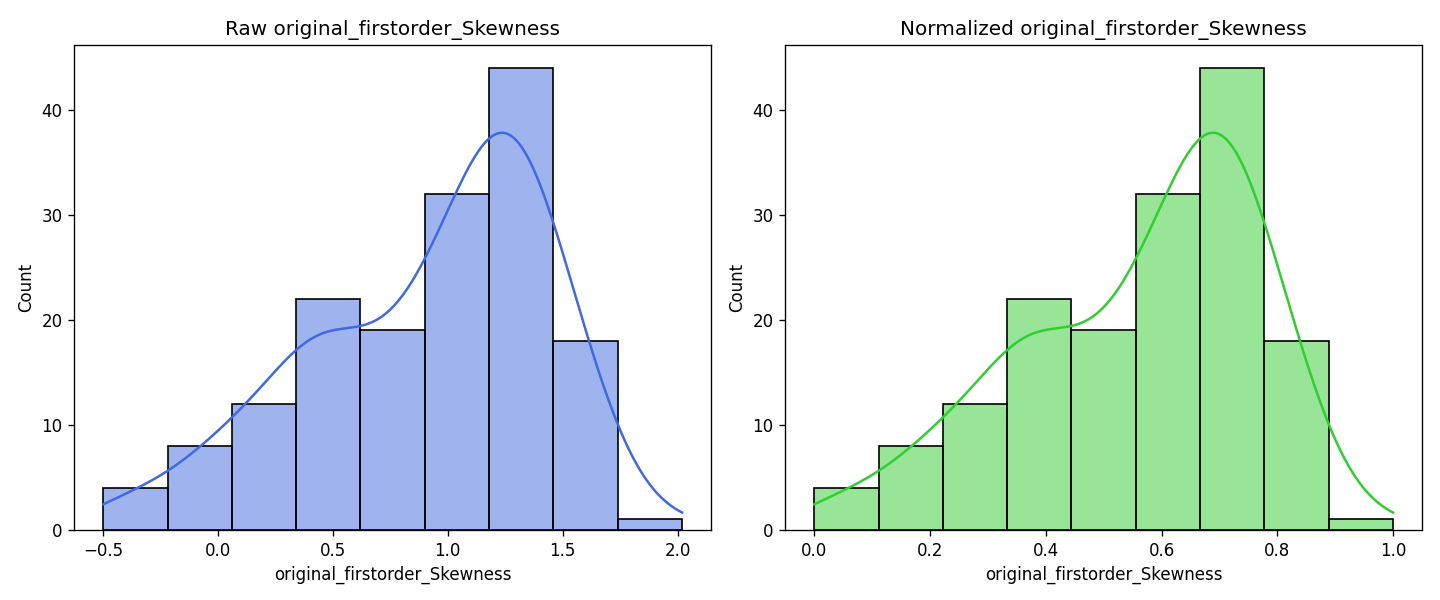 Raw original_firstorder_Skewness
Count
40
30
20
10
0
−0.5 0.0 0.5 1.0 1.5 2.0
original_firstorder_Skewness
Normalized original_firstorder_Skewness
Count
40
30
20
10
0
0.0 0.2 0.4 0.6 0.8 1.0
original_firstorder_Skewness